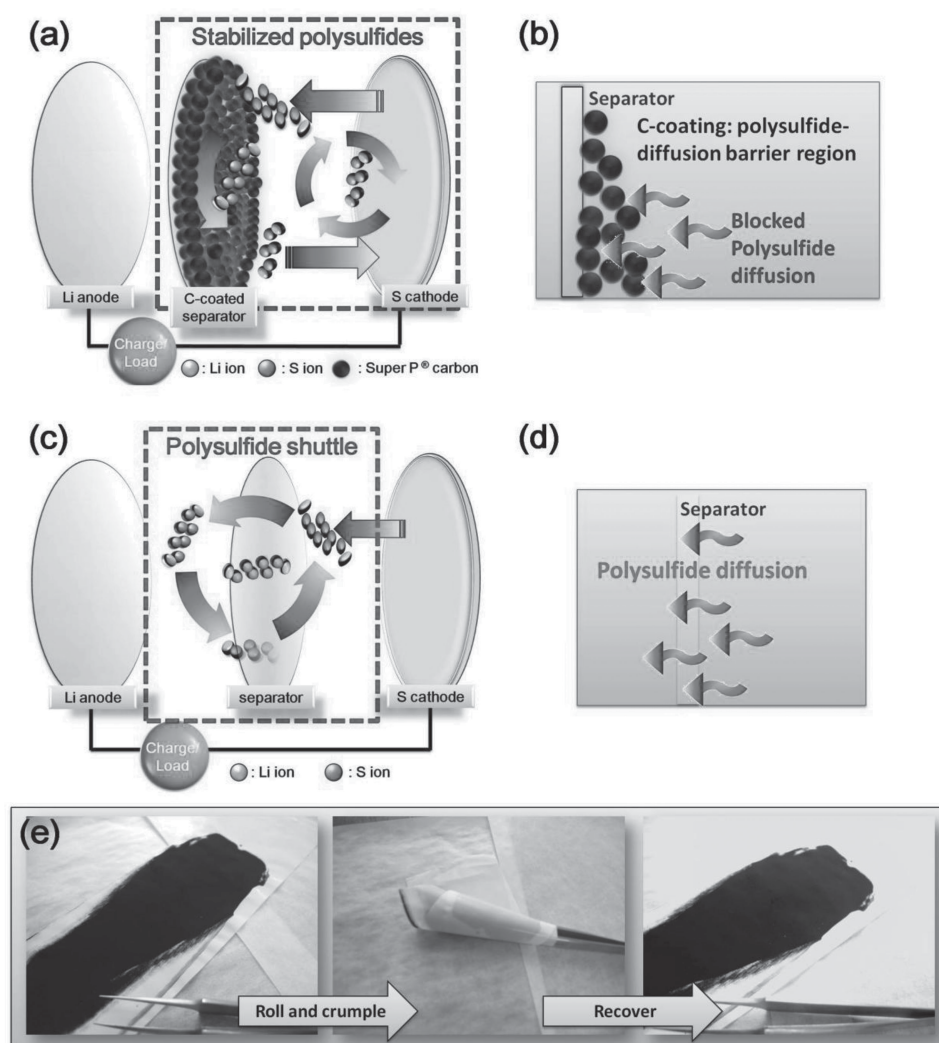 (a)
Stabilized polysulfides
Li anode
C-coated
separator
S cathode
Charge/
Load
: Li ion : S ion : Super P® carbon
(b)
Separator
C-coating: polysulfide-
diffusion barrier region
Blocked
Polysulfide
diffusion
(c)
Polysulfide shuttle
Li anode
separator
S cathode
Charge/
Load
: Li ion : S ion
(d)
Separator
Polysulfide diffusion
(e)
Roll and crumple
Recover